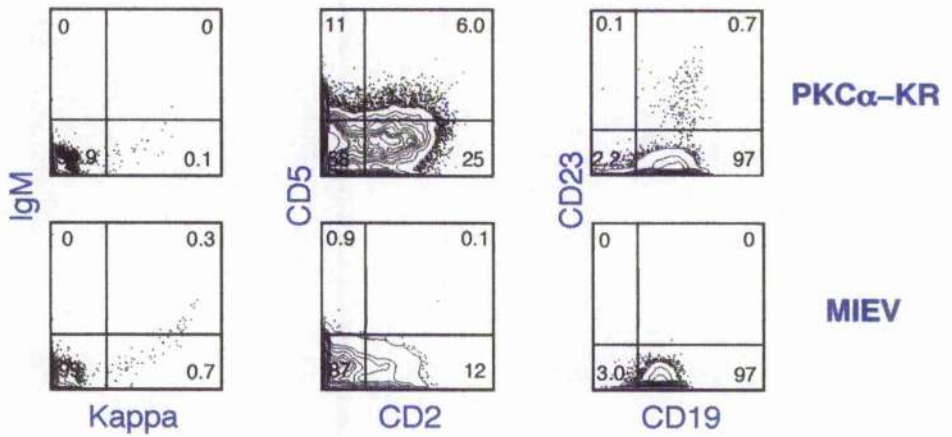 0 0 11 6.0 0.1 0.7
IgM CD5 CD23 PKCα–KR
0.1 25 2.2 97
0 0.3 0.9 0.1 0 0
MIEV
0.7 87 12 3.0 97
Kappa CD2 CD19